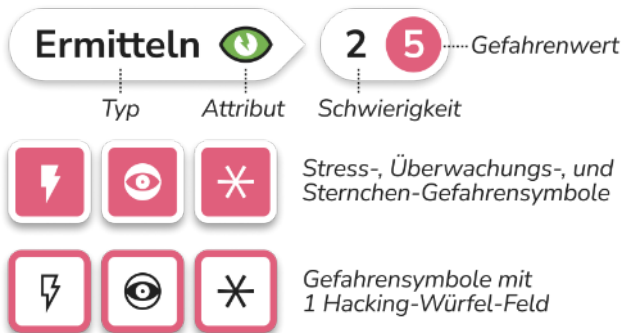 Ermitteln 2 5 Gefahrenwert
Typ Attribut Schwierigkeit
Stress-, Überwachungs-, und
Sternchen-Gefahrensymbole
Gefahrensymbole mit
1 Hacking-Würfel-Feld